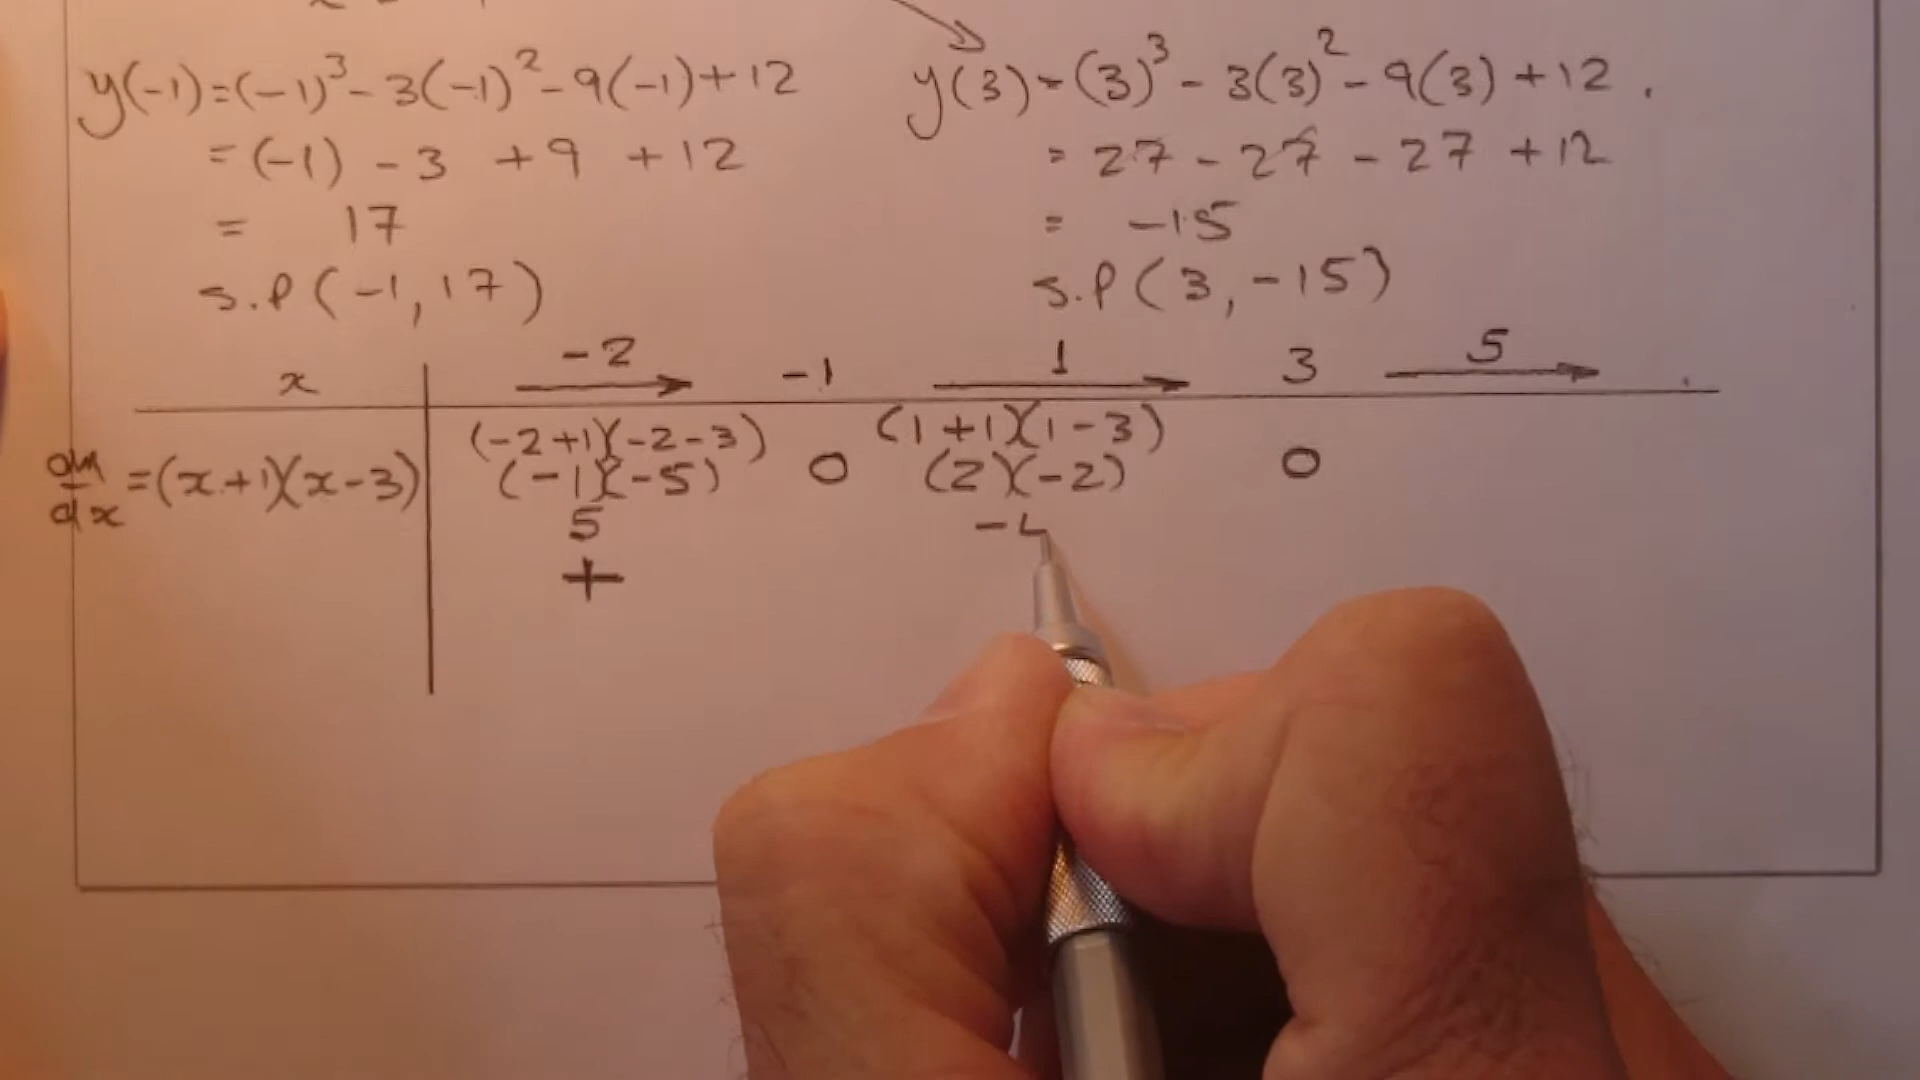 y(-1)=(-1)³-3(-1)²-9(-1)+12
=(-1) -3 +9 +12
= 17
s.p(-1,17)
y(3)=(3)³-3(3)²-9(3)+12.
= 27-27-27+12
= -15
s.p(3,-15)
x -2 -1 1 3 5
dy/dx=(x+1)(x-3) (-2+1)(-2-3) 0 (1+1)(1-3) 0
(-1)(-5) (2)(-2)
5 -4
+